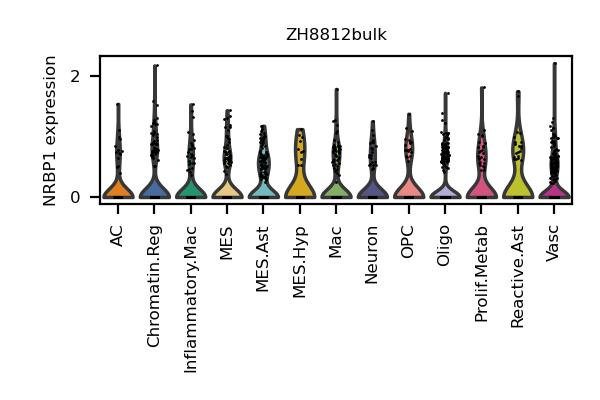 ZH8812bulk
NRBP1 expression
2
0
AC
Chromatin.Reg
Inflammatory.Mac
MES
MES.Ast
MES.Hyp
Mac
Neuron
OPC
Oligo
Prolif.Metab
Reactive.Ast
Vasc